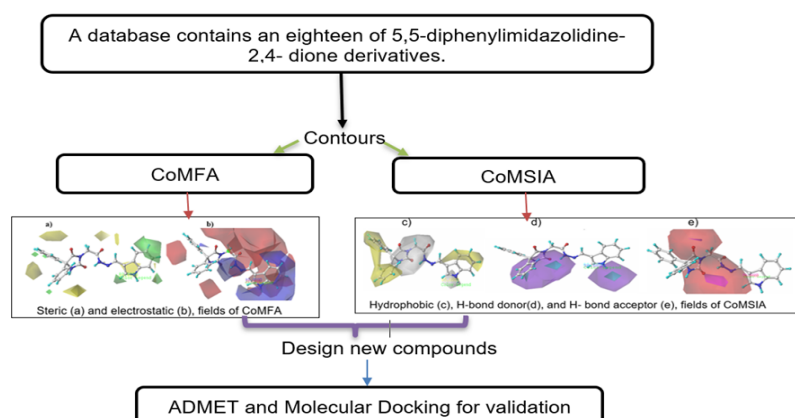 A database contains an eighteen of 5,5-diphenylimidazolidine-
2,4- dione derivatives.
Contours
CoMFA
CoMSIA
a)
b)
Steric (a) and electrostatic (b), fields of CoMFA
c)
d)
e)
Hydrophobic (c), H-bond donor(d), and H- bond acceptor (e), fields of CoMSIA
Design new compounds
ADMET and Molecular Docking for validation